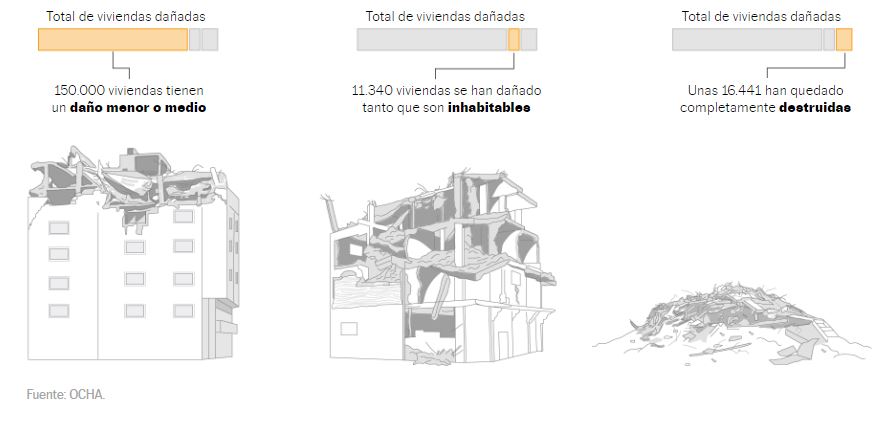 Total de viviendas dañadas
150.000 viviendas tienen
un daño menor o medio
Total de viviendas dañadas
11.340 viviendas se han dañado
tanto que son inhabitables
Total de viviendas dañadas
Unas 16.441 han quedado
completamente destruidas
Fuente: OCHA.